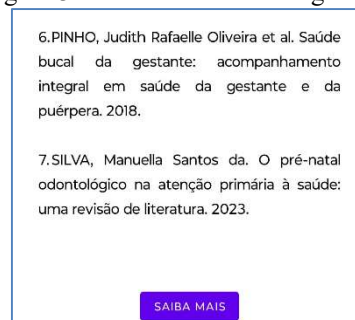 6.PINHO, Judith Rafaelle Oliveira et al. Saúde
bucal da gestante: acompanhamento
integral em saúde da gestante e da
puérpera. 2018.
7.SILVA, Manuella Santos da. O pré-natal
odontológico na atenção primária à saúde:
uma revisão de literatura. 2023.
SAIBA MAIS